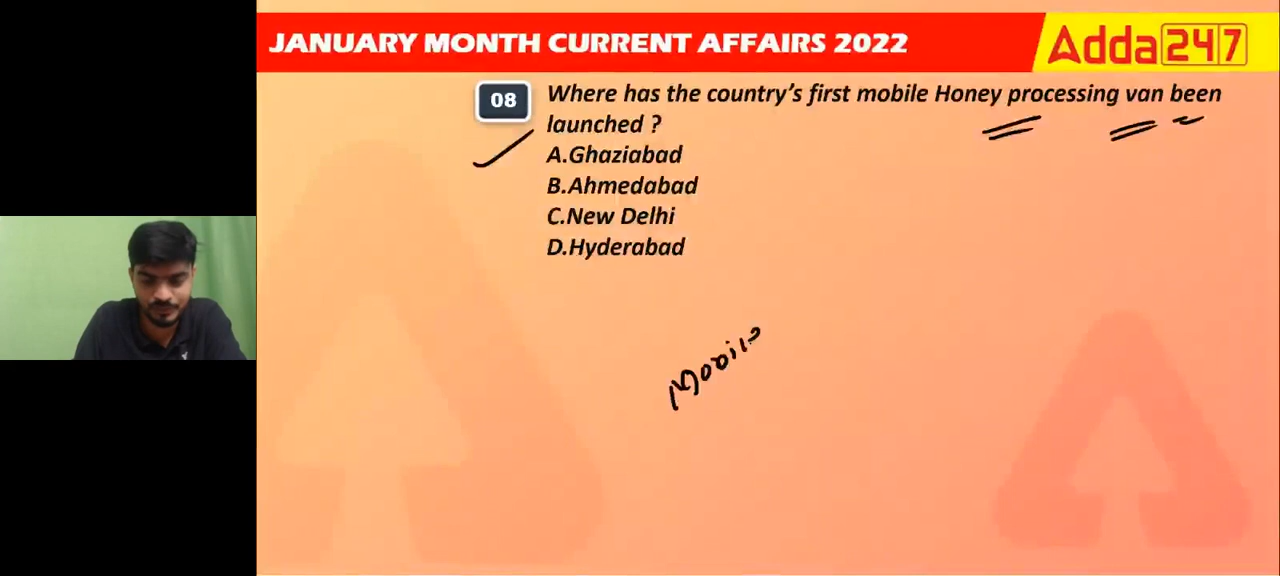 JANUARY MONTH CURRENT AFFAIRS 2022
Adda247
08
Where has the country's first mobile Honey processing van been
launched ?
A.Ghaziabad
B.Ahmedabad
C.New Delhi
D.Hyderabad